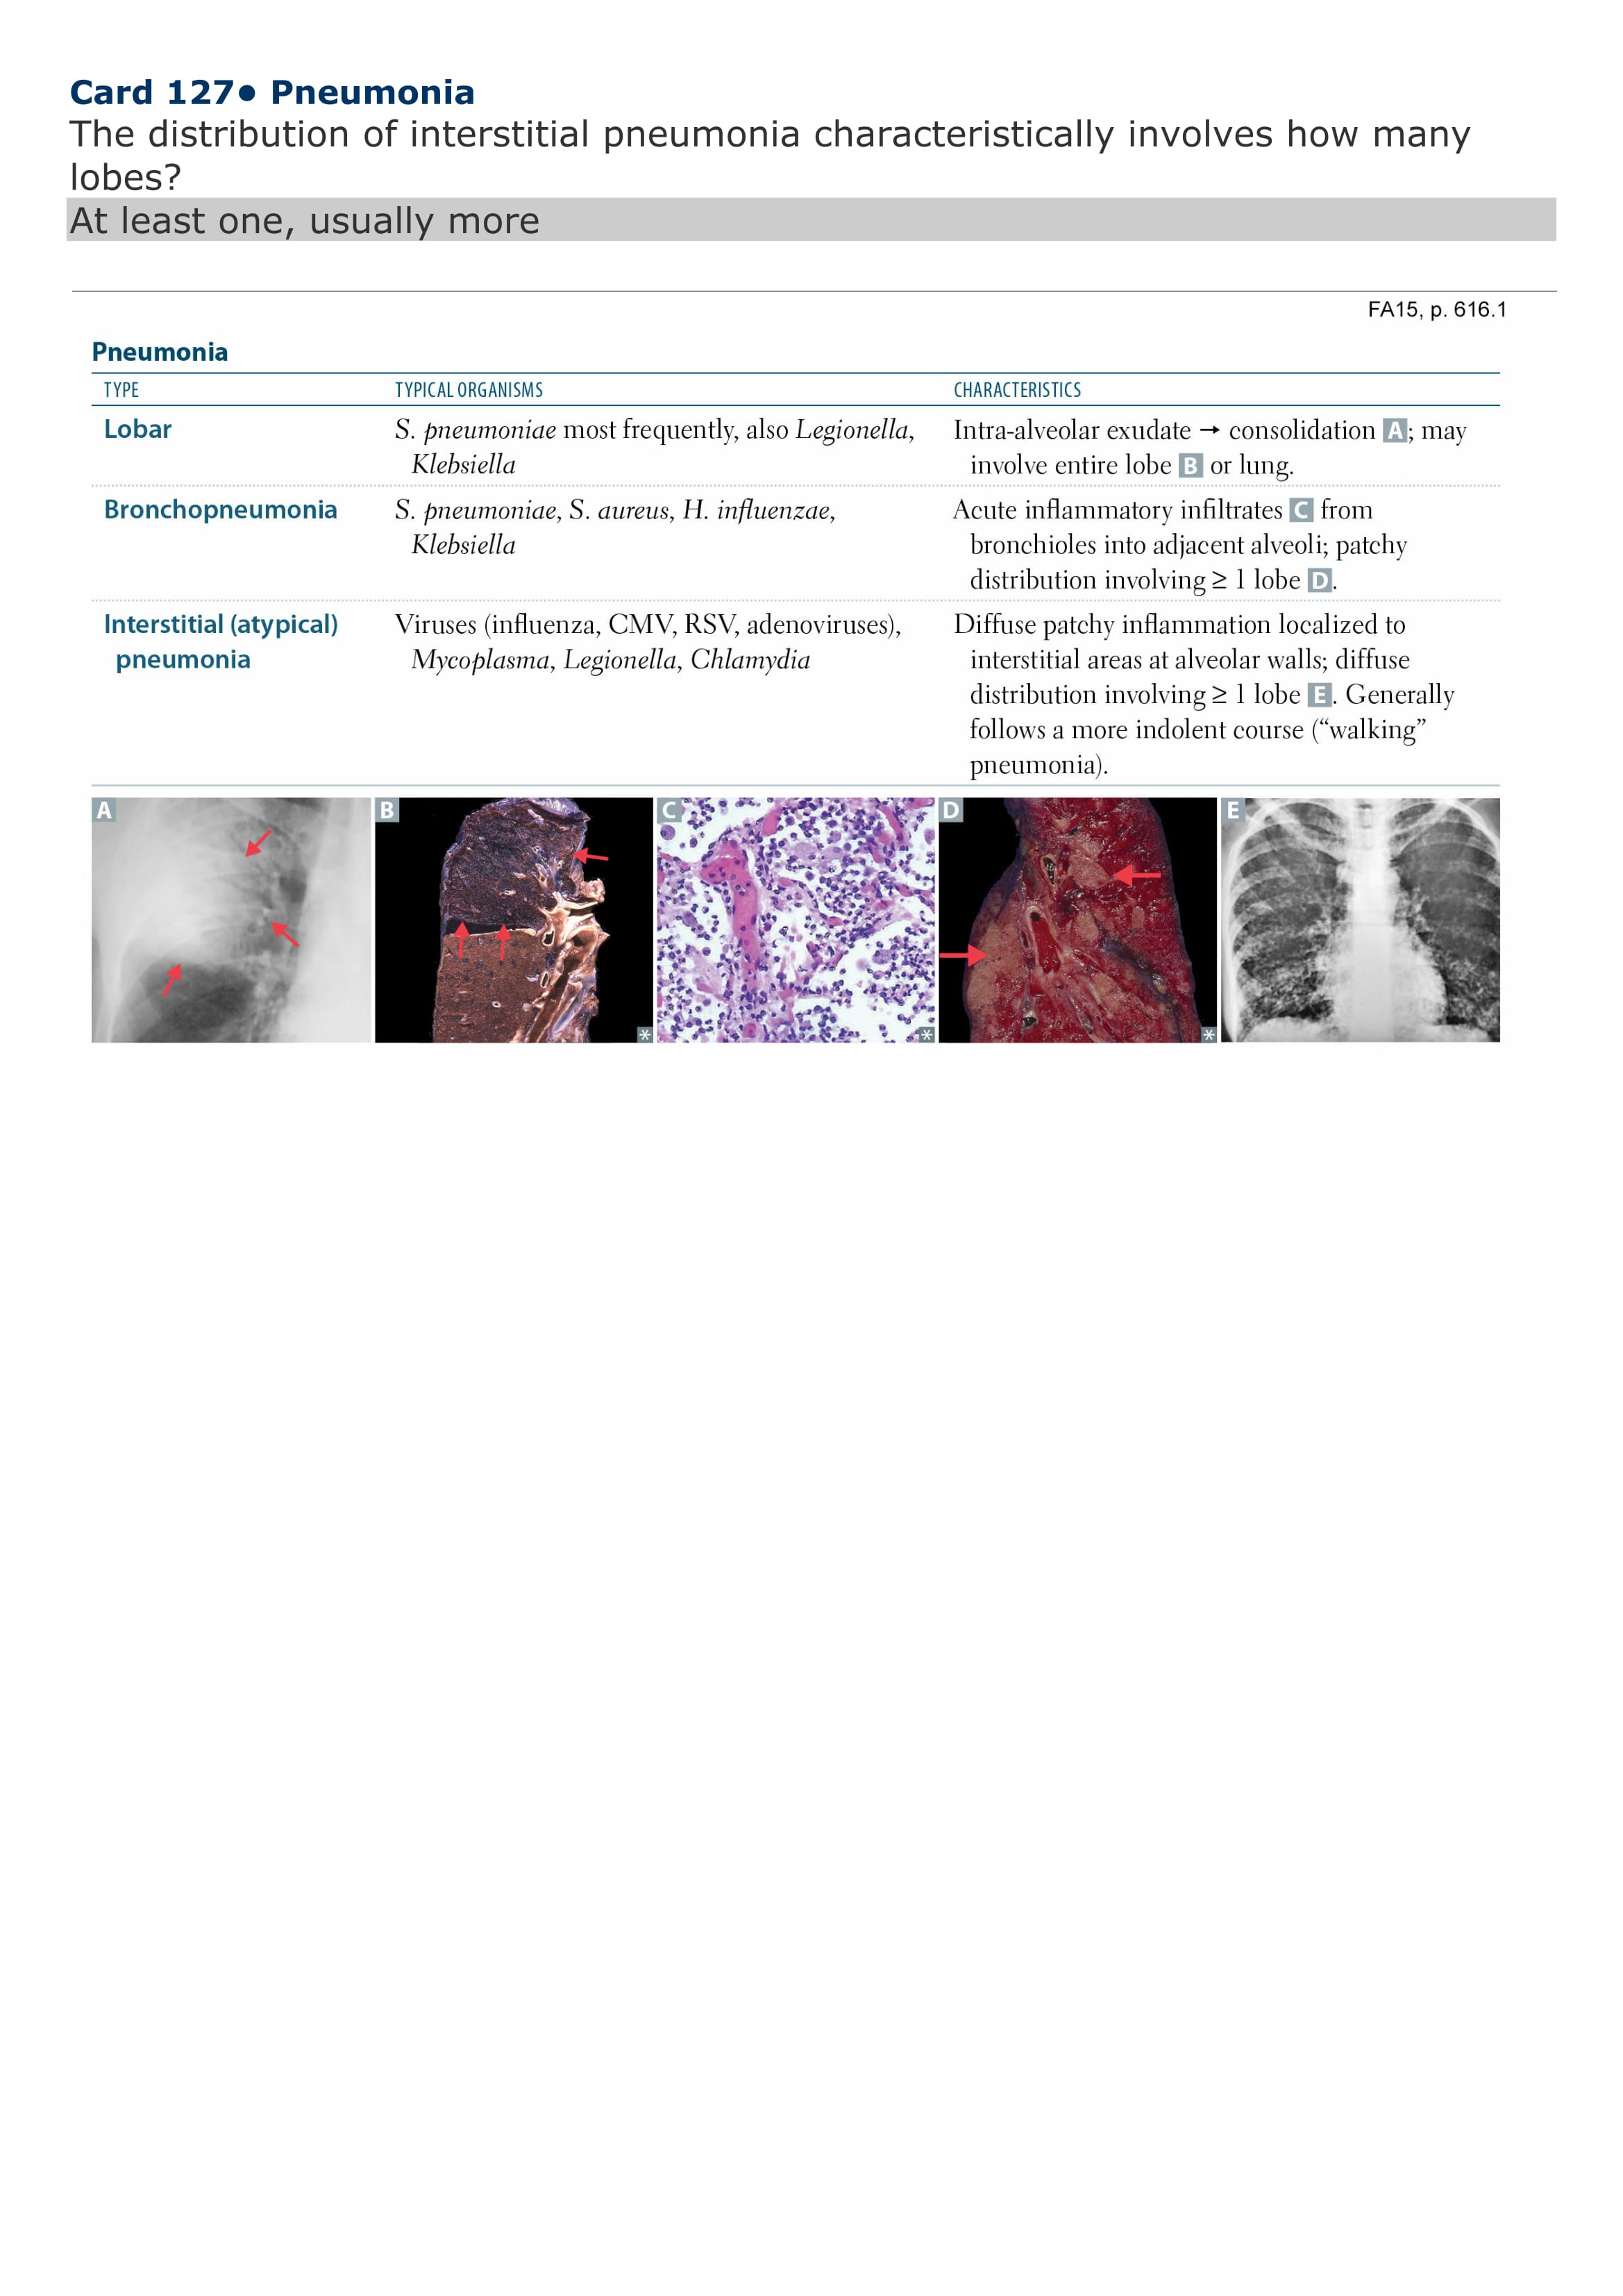 Card 127● Pneumonia
The distribution of interstitial pneumonia characteristically involves how many
lobes?
At least one, usually more
FA15, p. 616.1
Pneumonia
TYPE TYPICAL ORGANISMS CHARACTERISTICS
Lobar S. pneumoniae most frequently, also Legionella, Intra-alveolar exudate → consolidation A; may
Klebsiella involve entire lobe B or lung.
Bronchopneumonia S. pneumoniae, S. aureus, H. influenzae, Acute inflammatory infiltrates C from
Klebsiella bronchioles into adjacent alveoli; patchy
distribution involving ≥ 1 lobe D.
Interstitial (atypical) Viruses (influenza, CMV, RSV, adenoviruses), Diffuse patchy inflammation localized to
pneumonia Mycoplasma, Legionella, Chlamydia interstitial areas at alveolar walls; diffuse
distribution involving ≥ 1 lobe E. Generally
follows a more indolent course (“walking”
pneumonia).
A B C D E
* * *